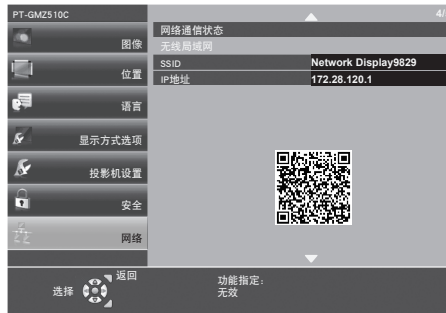 PT-GMZ510C
4/
网络通信状态
图像
无线局域网
SSID Network Display9829
位置
IP地址 172.28.120.1
语言
显示方式选项
投影机设置
安全
网络
返回
选择
功能指定:
无效